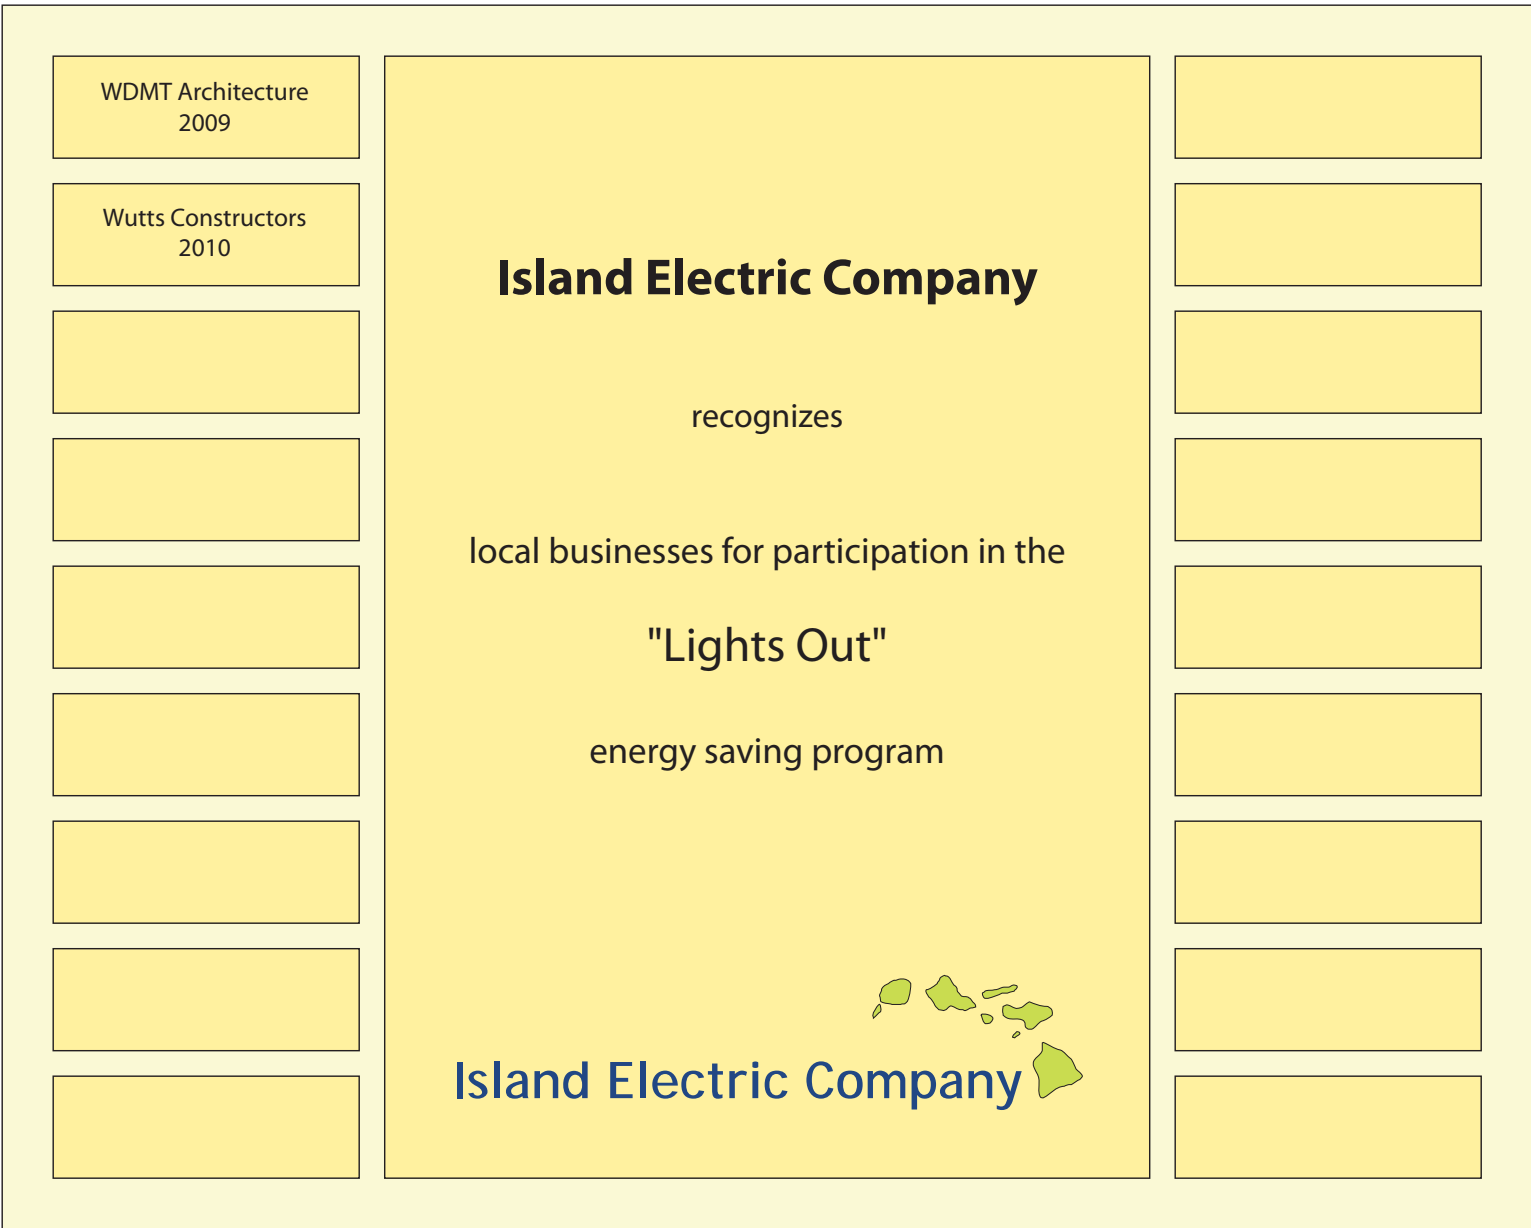 WDMT Architecture
2009
Wutts Constructors
2010
Island Electric Company
recognizes
local businesses for participation in the
"Lights Out"
energy saving program
Island Electric Company